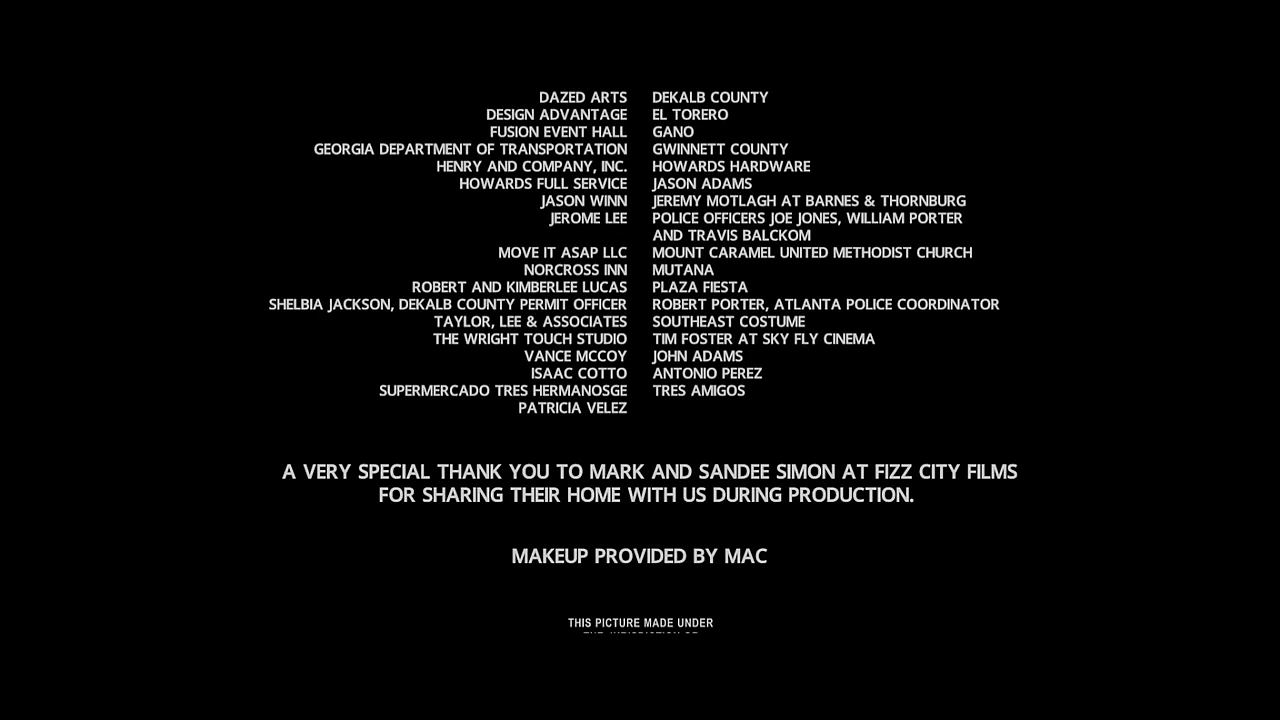 DAZED ARTS DEKALB COUNTY
DESIGN ADVANTAGE EL TORERO
FUSION EVENT HALL GANO
GEORGIA DEPARTMENT OF TRANSPORTATION GWINNETT COUNTY
HENRY AND COMPANY, INC. HOWARDS HARDWARE
HOWARDS FULL SERVICE JASON ADAMS
JASON WINN JEREMY MOTLAGH AT BARNES & THORNBURG
JEROME LEE POLICE OFFICERS JOE JONES, WILLIAM PORTER
AND TRAVIS BALCKOM
MOVE IT ASAP LLC MOUNT CARAMEL UNITED METHODIST CHURCH
NORCROSS INN MUTANA
ROBERT AND KIMBERLEE LUCAS PLAZA FIESTA
SHELBIA JACKSON, DEKALB COUNTY PERMIT OFFICER ROBERT PORTER, ATLANTA POLICE COORDINATOR
TAYLOR, LEE & ASSOCIATES SOUTHEAST COSTUME
THE WRIGHT TOUCH STUDIO TIM FOSTER AT SKY FLY CINEMA
VANCE MCCOY JOHN ADAMS
ISAAC COTTO ANTONIO PEREZ
SUPERMERCADO TRES HERMANOSGE TRES AMIGOS
PATRICIA VELEZ
A VERY SPECIAL THANK YOU TO MARK AND SANDEE SIMON AT FIZZ CITY FILMS
FOR SHARING THEIR HOME WITH US DURING PRODUCTION.
MAKEUP PROVIDED BY MAC
THIS PICTURE MADE UNDER